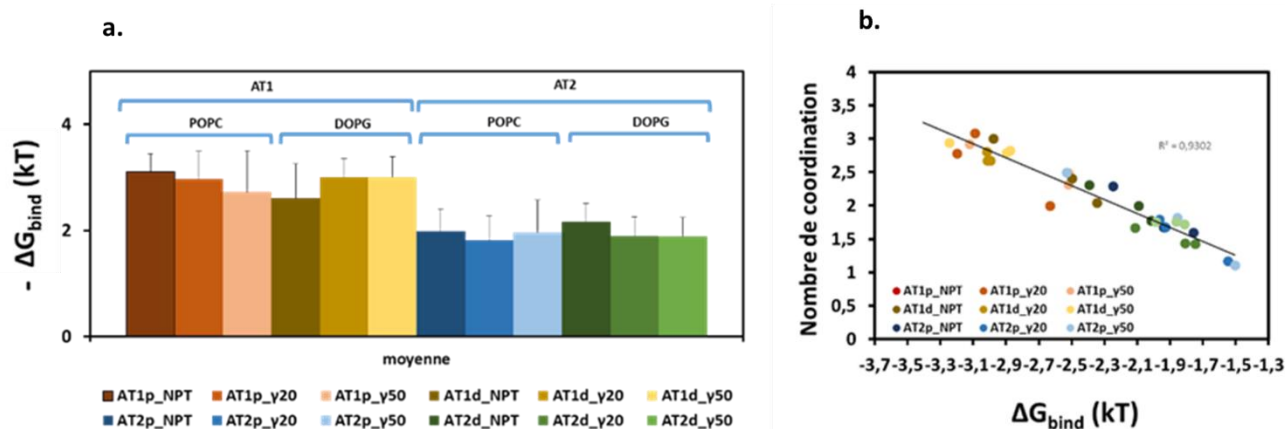 a.
AT1 AT2
POPC DOPG POPC DOPG
- ΔGbind (kT)
4
2
0
moyenne
AT1p_NPT AT1p_γ20 AT1p_γ50 AT1d_NPT AT1d_γ20 AT1d_γ50
AT2p_NPT AT2p_γ20 AT2p_γ50 AT2d_NPT AT2d_γ20 AT2d_γ50
b.
Nombre de coordination
4
3,5
3
2,5
2
1,5
1
0,5
0
R² = 0,9302
AT1p_NPT AT1p_γ20 AT1p_γ50
AT1d_NPT AT1d_γ20 AT1d_γ50
AT2p_NPT AT2p_γ20 AT2p_γ50
-3,7 -3,5 -3,3 -3,1 -2,9 -2,7 -2,5 -2,3 -2,1 -1,9 -1,7 -1,5 -1,3
ΔGbind (kT)